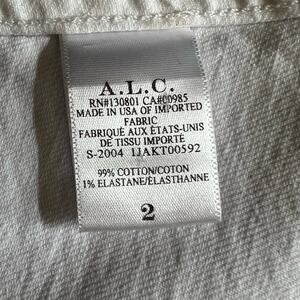 A.L.C.
RN#130801 CA#00985
MADE IN USA OF IMPORTED
FABRIC
FABRIQUÉ AUX ÉTATS-UNIS
DE TISSU IMPORTÉ
S-2004 1JAKT00592
99% COTTON/COTON
1% ELASTANE/ÉLASTHANNE
2